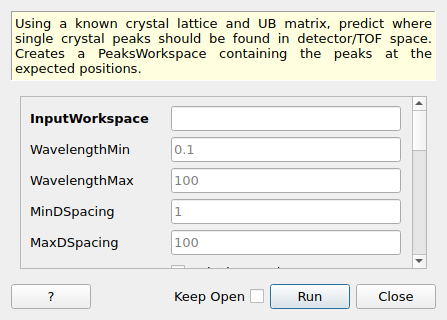 Using a known crystal lattice and UB matrix, predict where
single crystal peaks should be found in detector/TOF space.
Creates a PeaksWorkspace containing the peaks at the
expected positions.
InputWorkspace
WavelengthMin 0.1
WavelengthMax 100
MinDSpacing 1
MaxDSpacing 100
? Keep Open Run Close